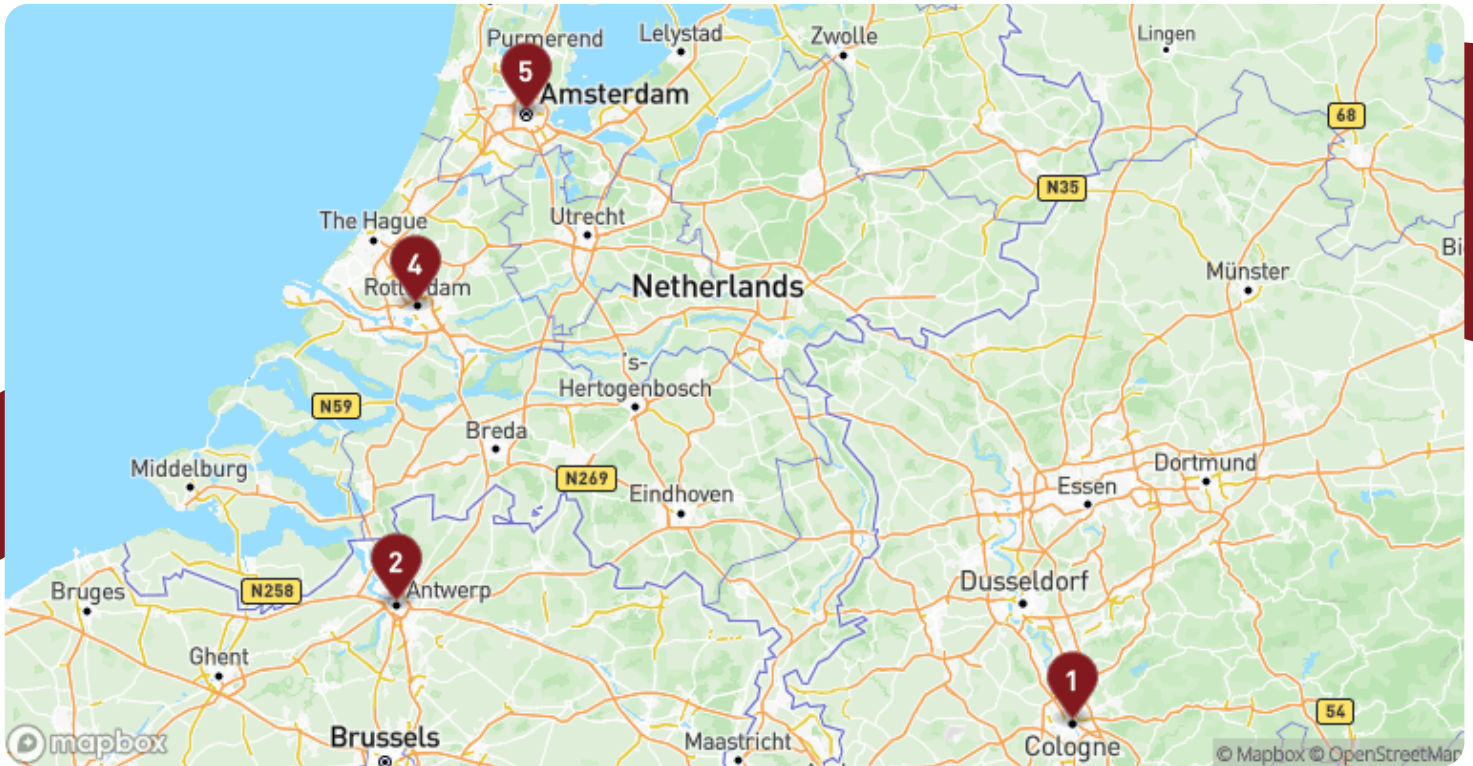 Purmerend
Lelystad
Zwolle
Lingen
5
Amsterdam
68
N35
The Hague
Utrecht
4
Rotterdam
Netherlands
Münster
Bi
's-
Hertogenbosch
N59
Breda
Middelburg
N269
Eindhoven
Essen
Dortmund
2
Bruges
N258
Antwerp
Dusseldorf
Ghent
1
54
Brussels
Maastricht
Cologne
mapbox
© Mapbox © OpenStreetMap